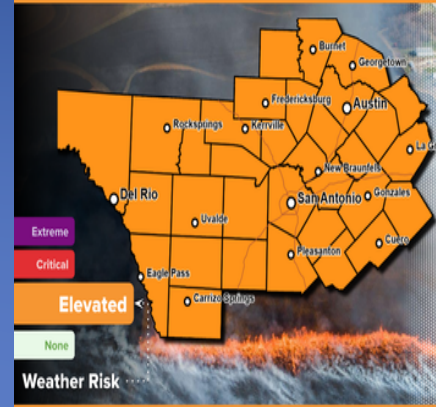 Burnet
Georgetown
Fredericksburg
Austin
Rocksprings
Kerrville
La G
New Braunfels
Del Rio
San Antonio
Gonzales
Uvalde
Cuero
Extreme
Pleasanton
Critical
Eagle Pass
Elevated
Carrizo Springs
None
Weather Risk